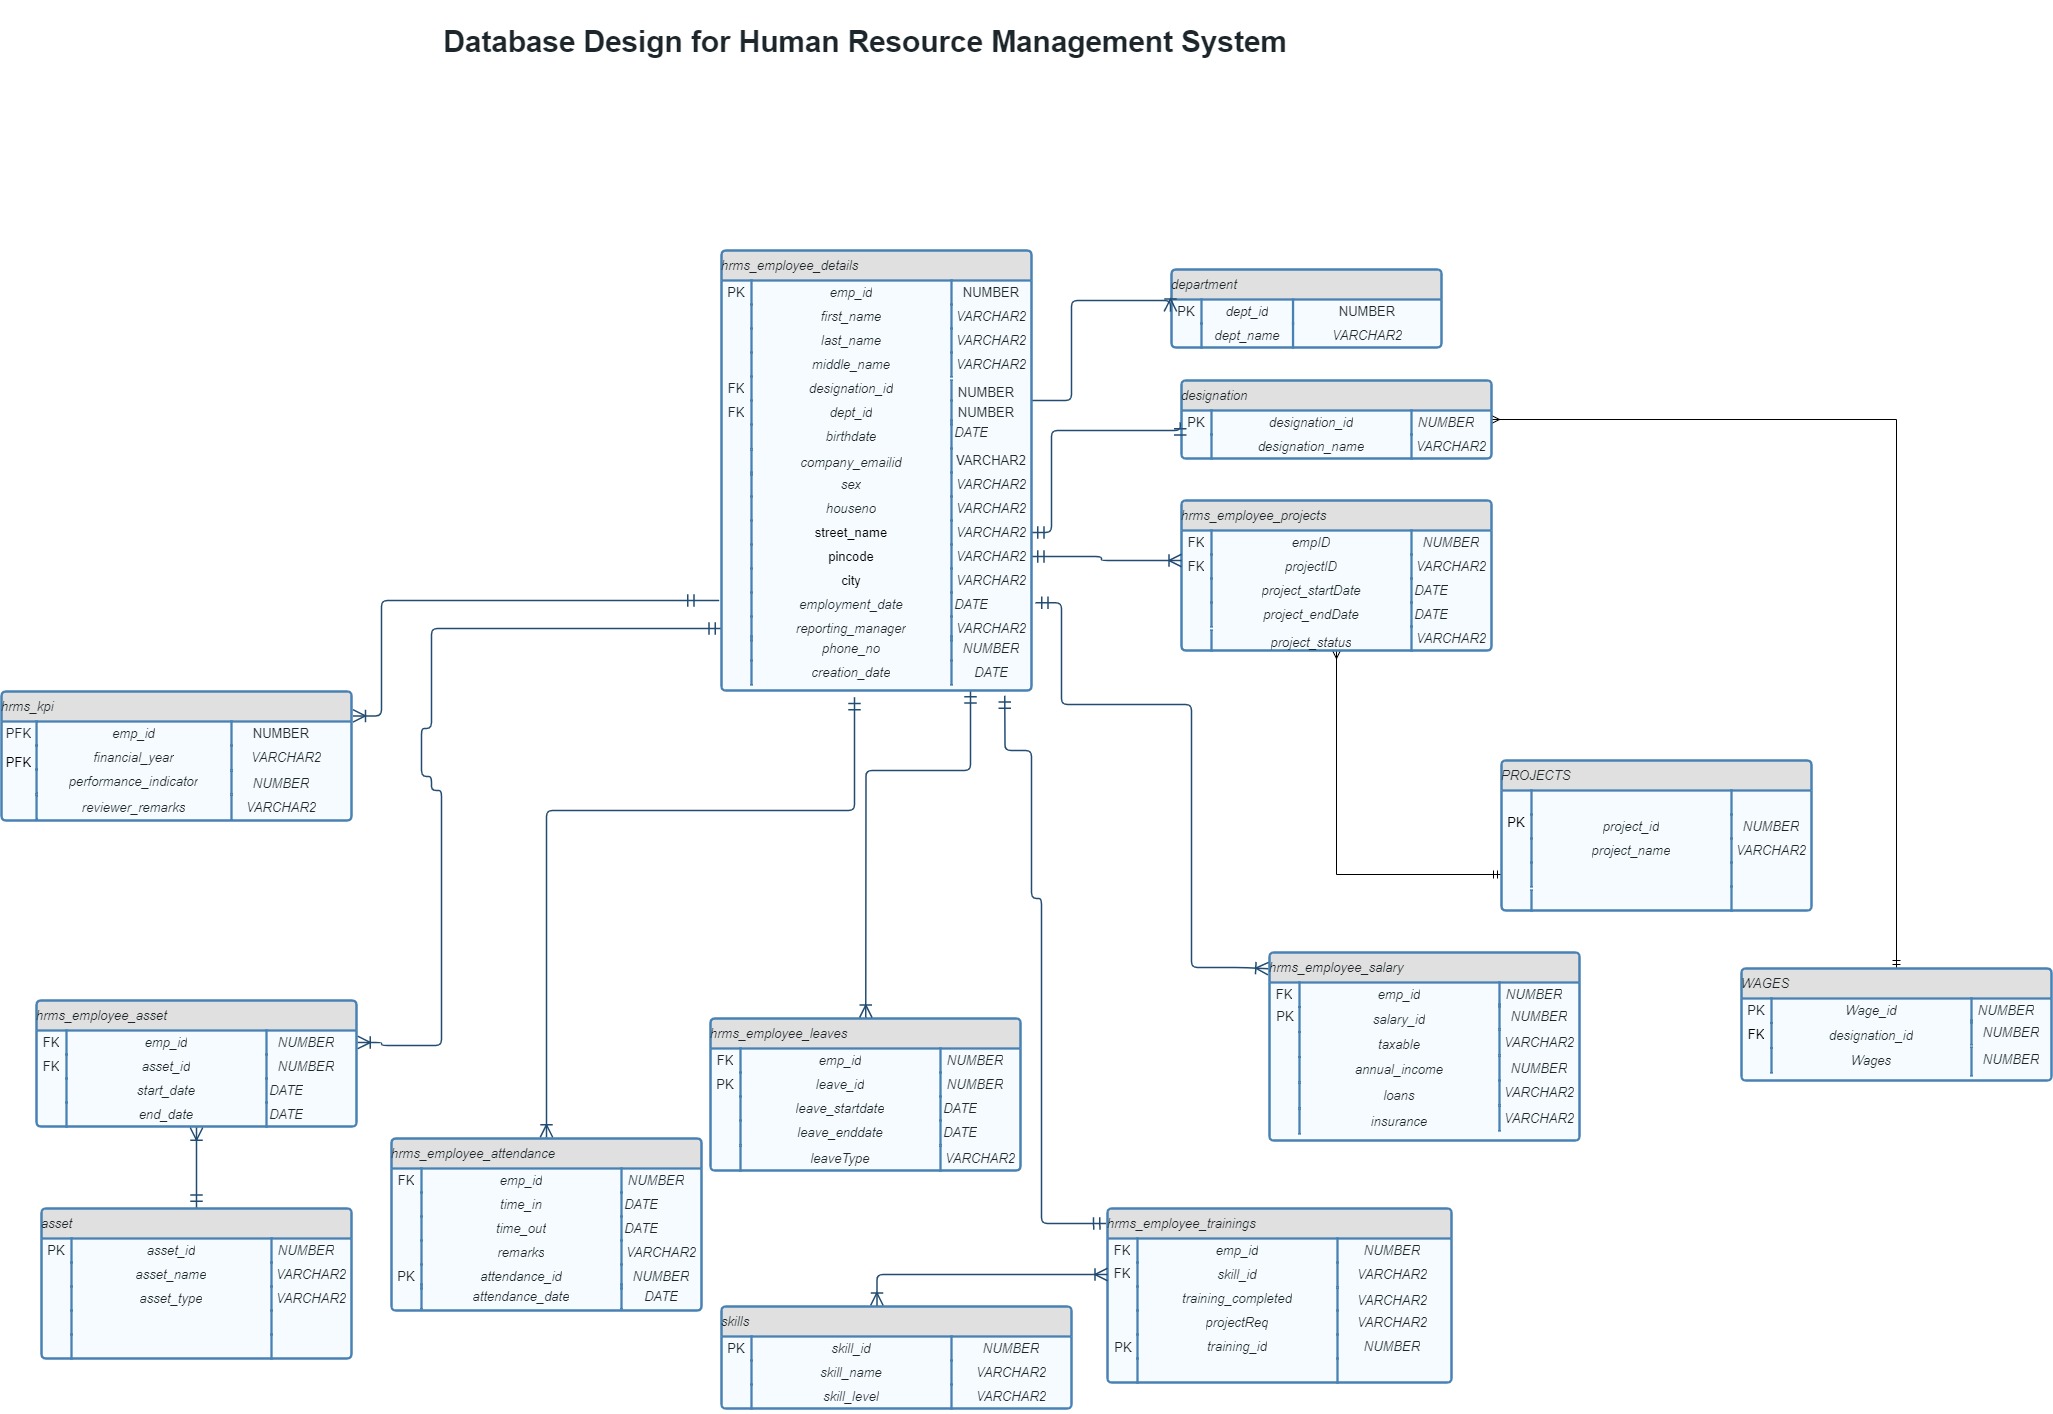 Database Design for Human Resource Management System
hrms_employee_details
PK emp_id NUMBER
first_name VARCHAR2
last_name VARCHAR2
middle_name VARCHAR2
FK designation_id NUMBER
FK dept_id NUMBER
birthdate DATE
company_emailid VARCHAR2
sex VARCHAR2
houseno VARCHAR2
street_name VARCHAR2
pincode VARCHAR2
city VARCHAR2
employment_date DATE
reporting_manager VARCHAR2
phone_no NUMBER
creation_date DATE
department
PK dept_id NUMBER
dept_name VARCHAR2
designation
PK designation_id NUMBER
designation_name VARCHAR2
hrms_employee_projects
FK empID NUMBER
FK projectID VARCHAR2
project_startDate DATE
project_endDate DATE
project_status VARCHAR2
hrms_kpi
PFK emp_id NUMBER
PFK financial_year VARCHAR2
performance_indicator NUMBER
reviewer_remarks VARCHAR2
PROJECTS
PK project_id NUMBER
project_name VARCHAR2
hrms_employee_salary
FK emp_id NUMBER
PK salary_id NUMBER
taxable VARCHAR2
annual_income NUMBER
loans VARCHAR2
insurance VARCHAR2
WAGES
PK Wage_id NUMBER
FK designation_id NUMBER
Wages NUMBER
hrms_employee_asset
FK emp_id NUMBER
FK asset_id NUMBER
start_date DATE
end_date DATE
hrms_employee_leaves
FK emp_id NUMBER
PK leave_id NUMBER
leave_startdate DATE
leave_enddate DATE
leaveType VARCHAR2
hrms_employee_attendance
FK emp_id NUMBER
time_in DATE
time_out DATE
remarks VARCHAR2
PK attendance_id NUMBER
attendance_date DATE
asset
PK asset_id NUMBER
asset_name VARCHAR2
asset_type VARCHAR2
hrms_employee_trainings
FK emp_id NUMBER
FK skill_id VARCHAR2
training_completed VARCHAR2
projectReq VARCHAR2
PK training_id NUMBER
skills
PK skill_id NUMBER
skill_name VARCHAR2
skill_level VARCHAR2